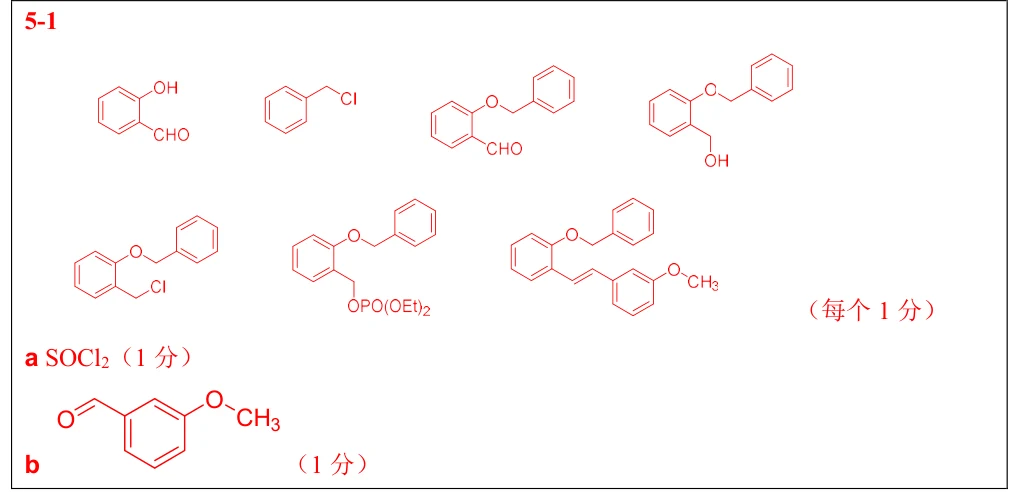 5-1
OH
CHO
Cl
O
CHO
O
OH
O
Cl
O
OPO(OEt)₂
O
O
CH₃
（每个 1 分）
a SOCl₂（1 分）
O
O
CH₃
b （1 分）